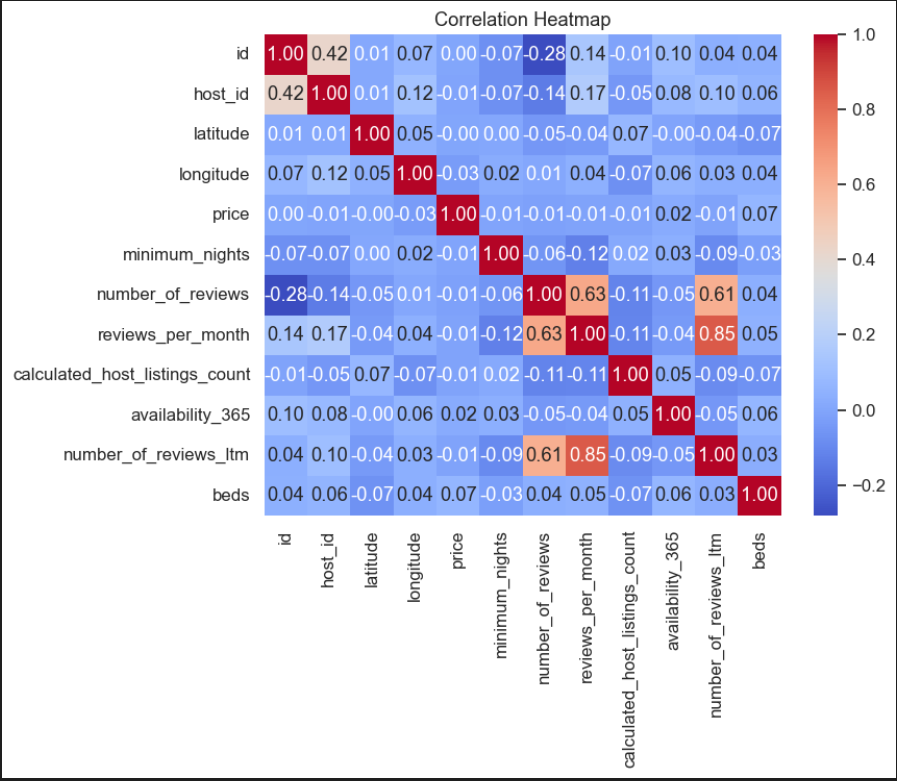 Correlation Heatmap
id 1.00 0.42 0.01 0.07 0.00 -0.07 -0.28 0.14 -0.01 0.10 0.04 0.04
host_id 0.42 1.00 0.01 0.12 -0.01 -0.07 -0.14 0.17 -0.05 0.08 0.10 0.06
latitude 0.01 0.01 1.00 0.05 -0.00 0.00 -0.05 -0.04 0.07 -0.00 -0.04 -0.07
longitude 0.07 0.12 0.05 1.00 -0.03 0.02 0.01 0.04 -0.07 0.06 0.03 0.04
price 0.00 -0.01 -0.00 -0.03 1.00 -0.01 -0.01 -0.01 -0.01 0.02 -0.01 0.07
minimum_nights -0.07 -0.07 0.00 0.02 -0.01 1.00 -0.06 -0.12 0.02 0.03 -0.09 -0.03
number_of_reviews -0.28 -0.14 -0.05 0.01 -0.01 -0.06 1.00 0.63 -0.11 -0.05 0.61 0.04
reviews_per_month 0.14 0.17 -0.04 0.04 -0.01 -0.12 0.63 1.00 -0.11 -0.04 0.85 0.05
calculated_host_listings_count -0.01 -0.05 0.07 -0.07 -0.01 0.02 -0.11 -0.11 1.00 0.05 -0.09 -0.07
availability_365 0.10 0.08 -0.00 0.06 0.02 0.03 -0.05 -0.04 0.05 1.00 -0.05 0.06
number_of_reviews_ltm 0.04 0.10 -0.04 0.03 -0.01 -0.09 0.61 0.85 -0.09 -0.05 1.00 0.03
beds 0.04 0.06 -0.07 0.04 0.07 -0.03 0.04 0.05 -0.07 0.06 0.03 1.00
id
host_id
latitude
longitude
price
minimum_nights
number_of_reviews
reviews_per_month
calculated_host_listings_count
availability_365
number_of_reviews_ltm
beds
1.0
0.8
0.6
0.4
0.2
0.0
−0.2